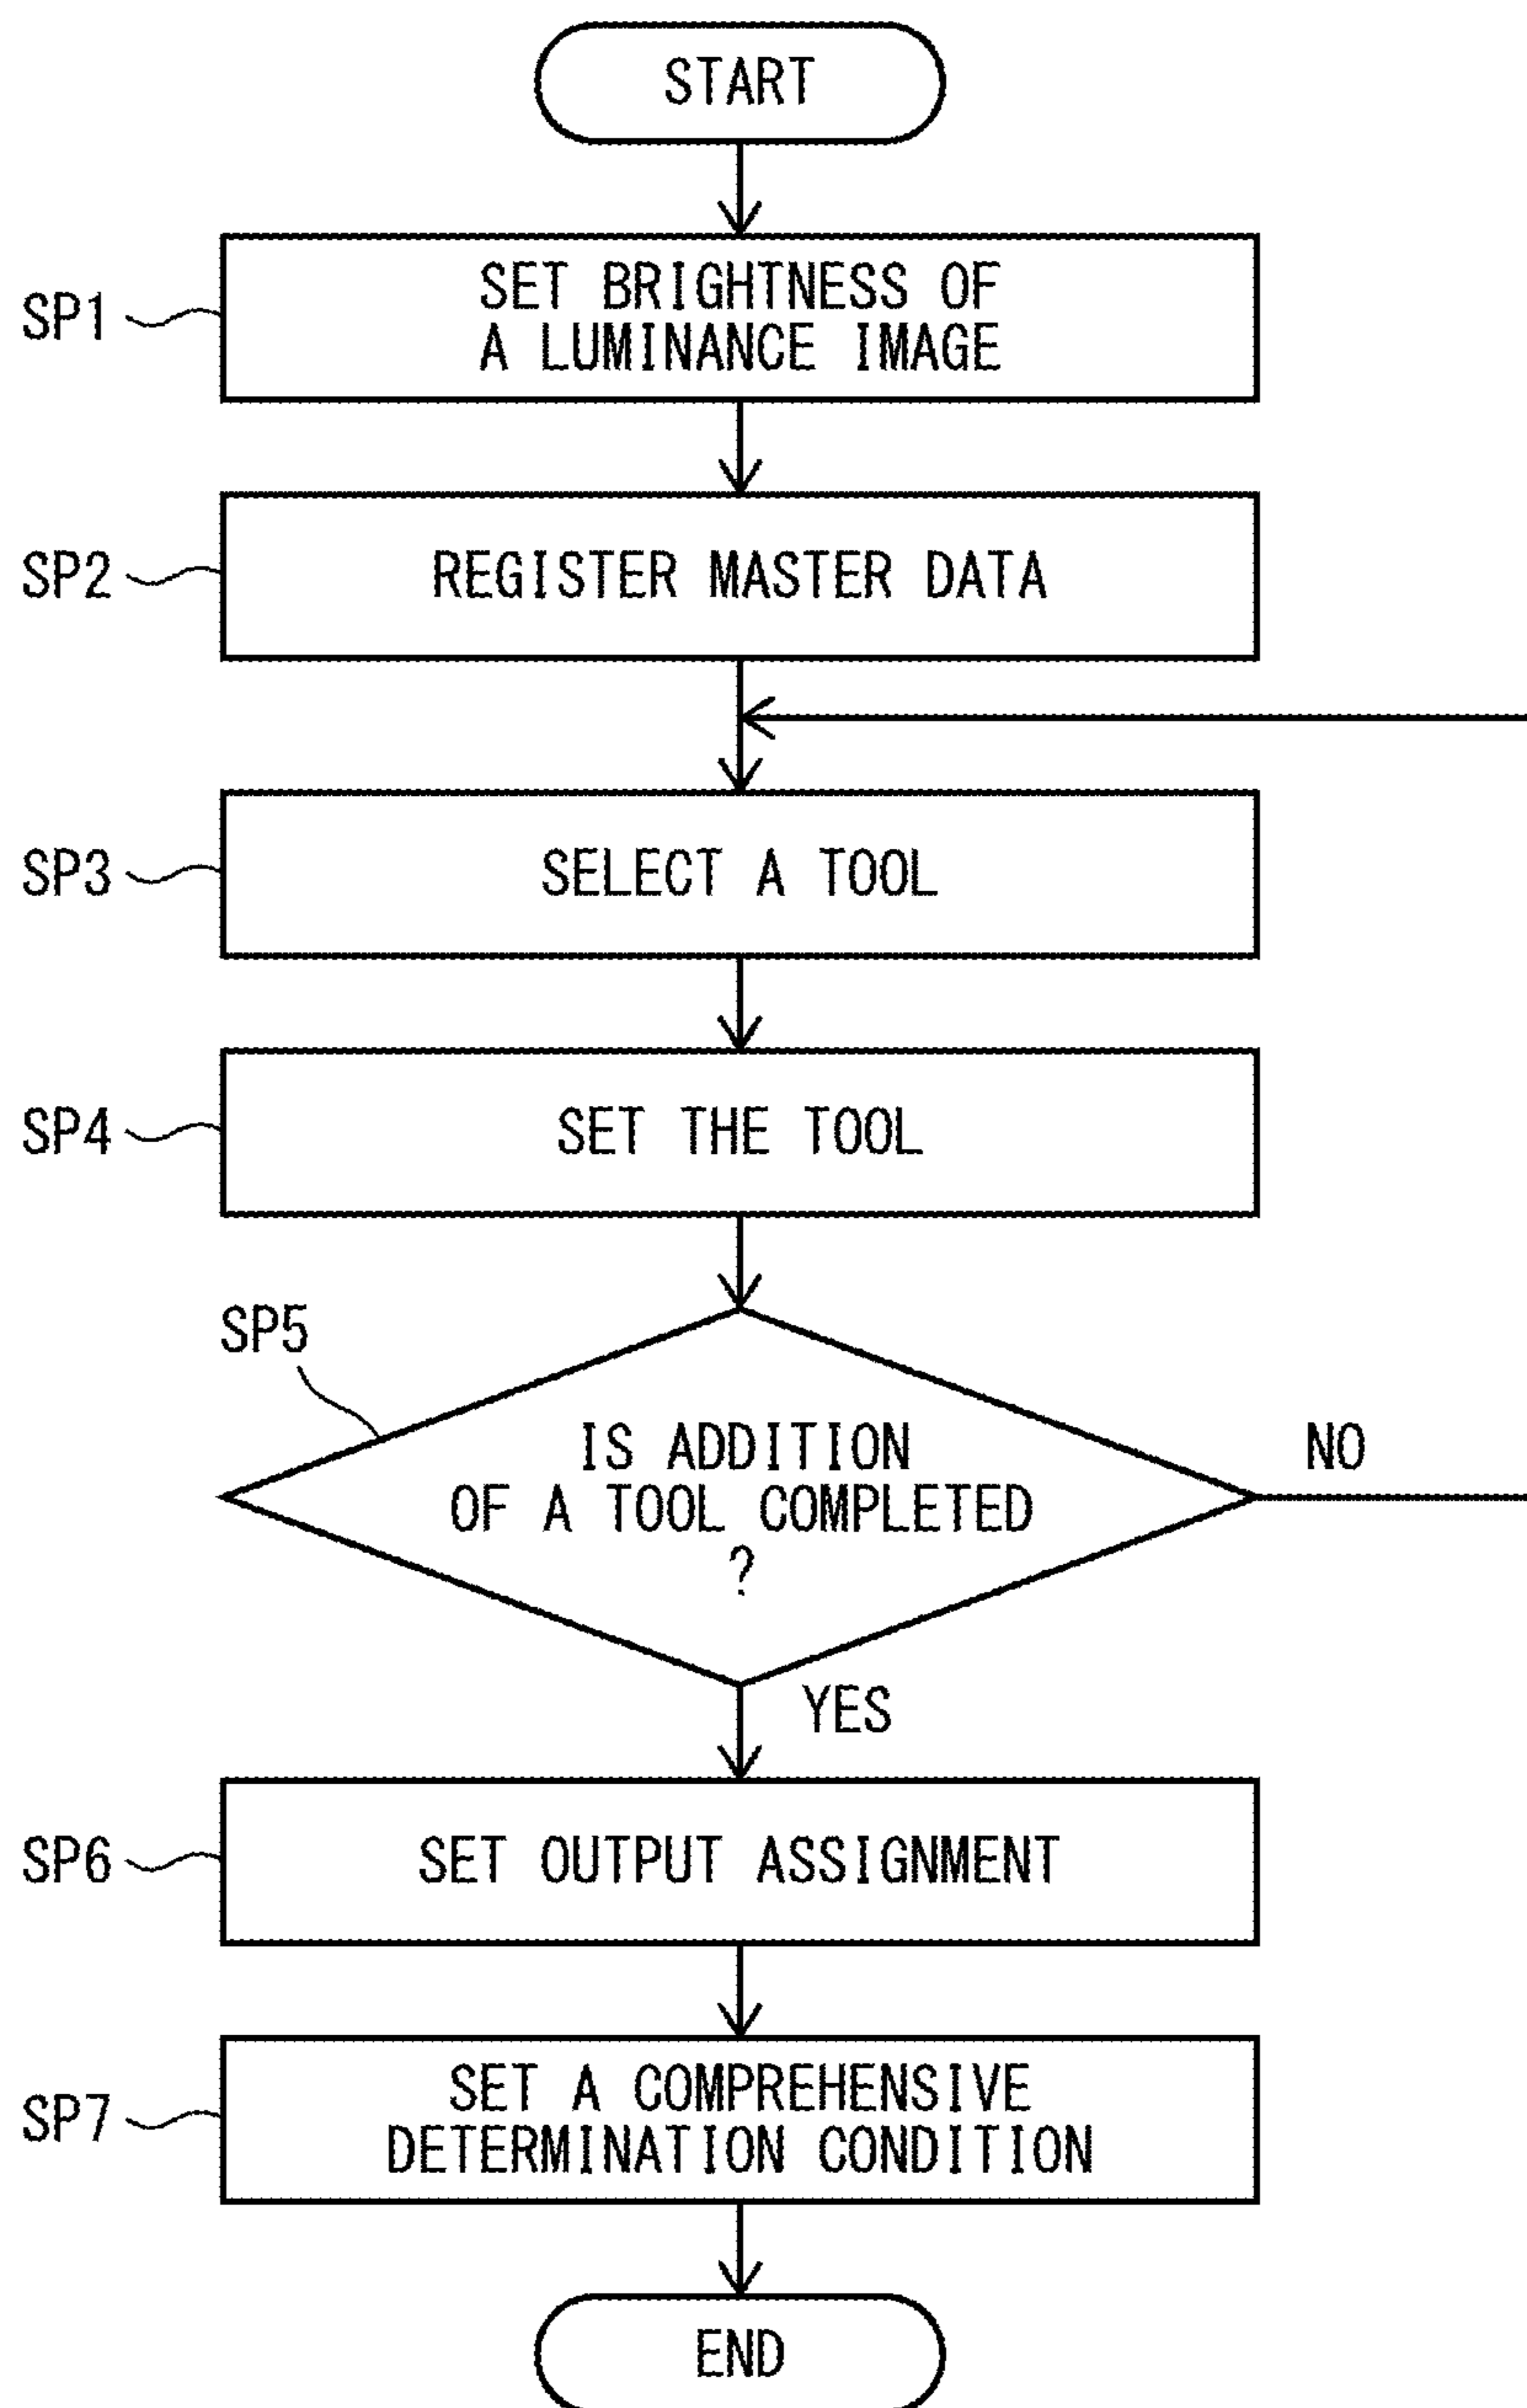 START
SP1
SET BRIGHTNESS OF
A LUMINANCE IMAGE
SP2
REGISTER MASTER DATA
SP3
SELECT A TOOL
SP4
SET THE TOOL
SP5
IS ADDITION
OF A TOOL COMPLETED
?
NO
YES
SP6
SET OUTPUT ASSIGNMENT
SP7
SET A COMPREHENSIVE
DETERMINATION CONDITION
END